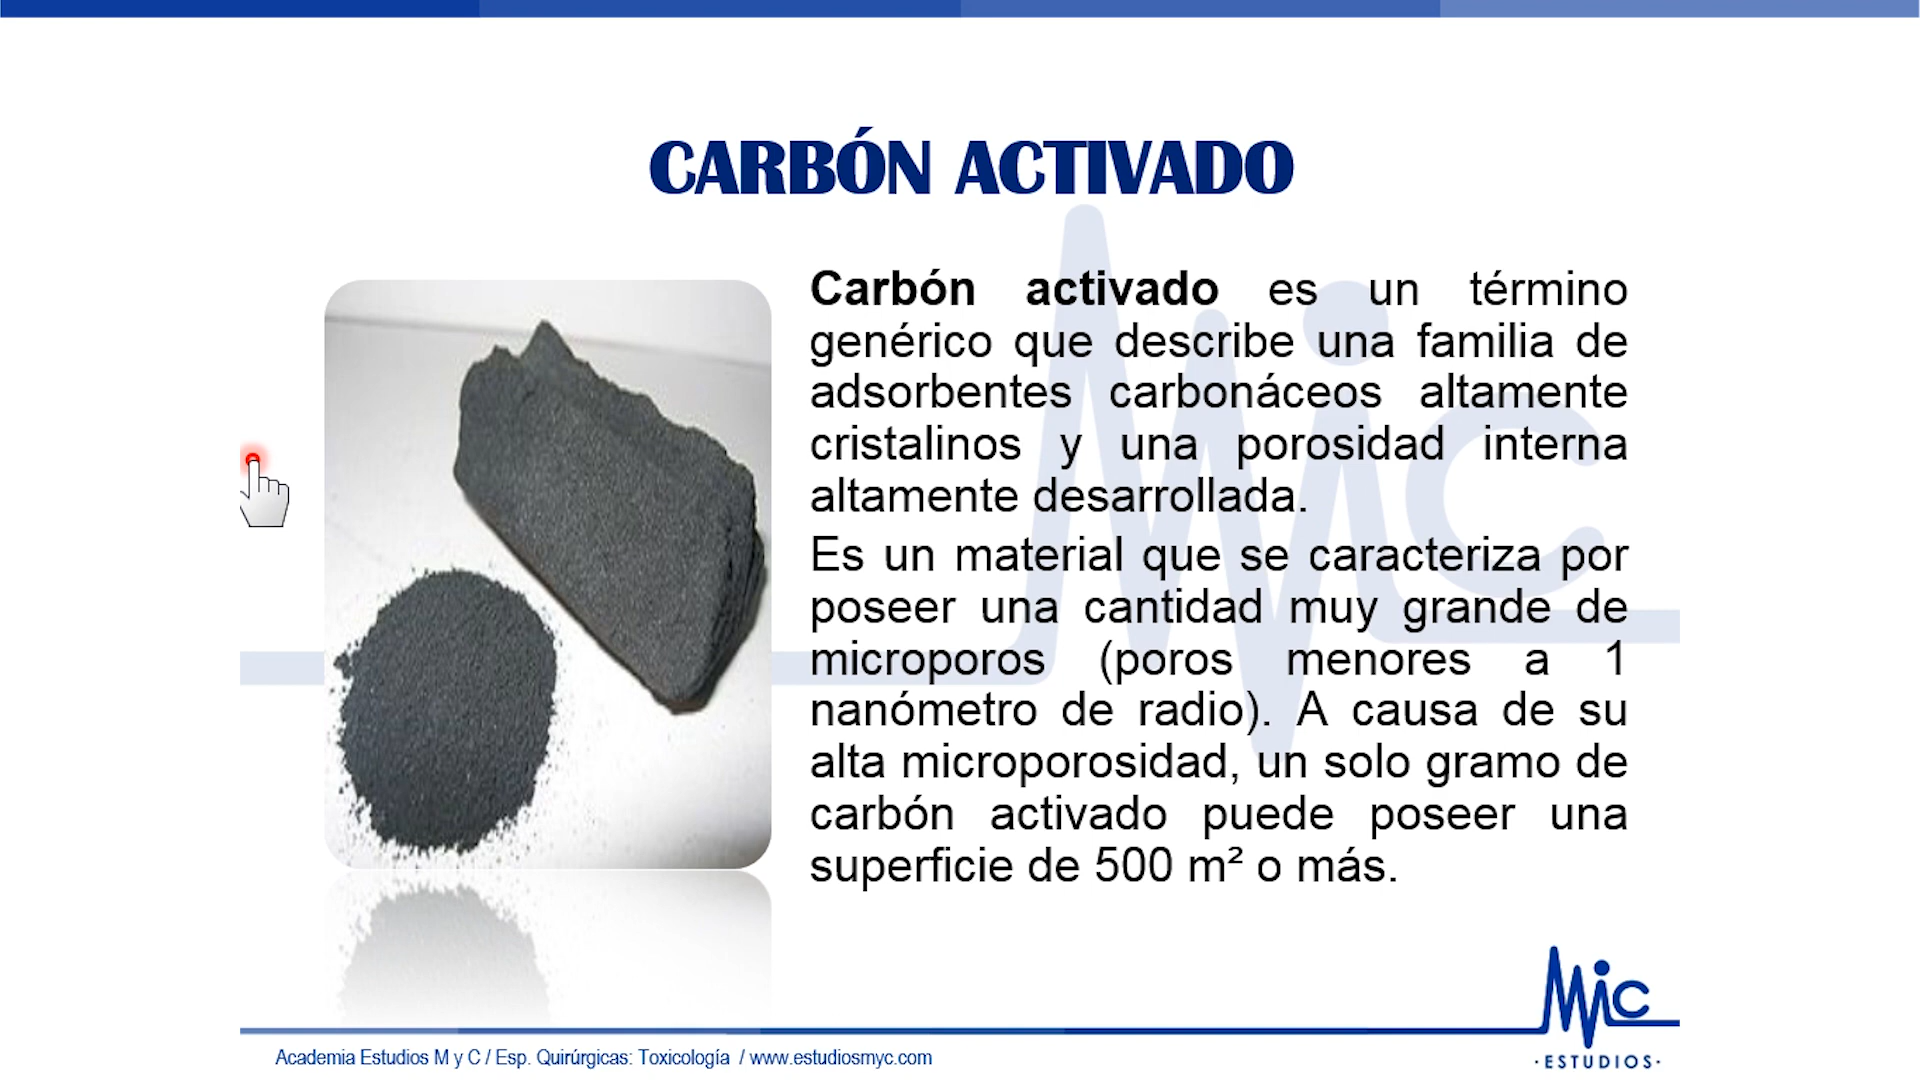 CARBÓN ACTIVADO
Carbón activado es un término
genérico que describe una familia de
adsorbentes carbonáceos altamente
cristalinos y una porosidad interna
altamente desarrollada.
Es un material que se caracteriza por
poseer una cantidad muy grande de
microporos (poros menores a 1
nanómetro de radio). A causa de su
alta microporosidad, un solo gramo de
carbón activado puede poseer una
superficie de 500 m² o más.
Mic
·ESTUDIOS·
Academia Estudios M y C / Esp. Quirúrgicas: Toxicología / www.estudiosmyc.com